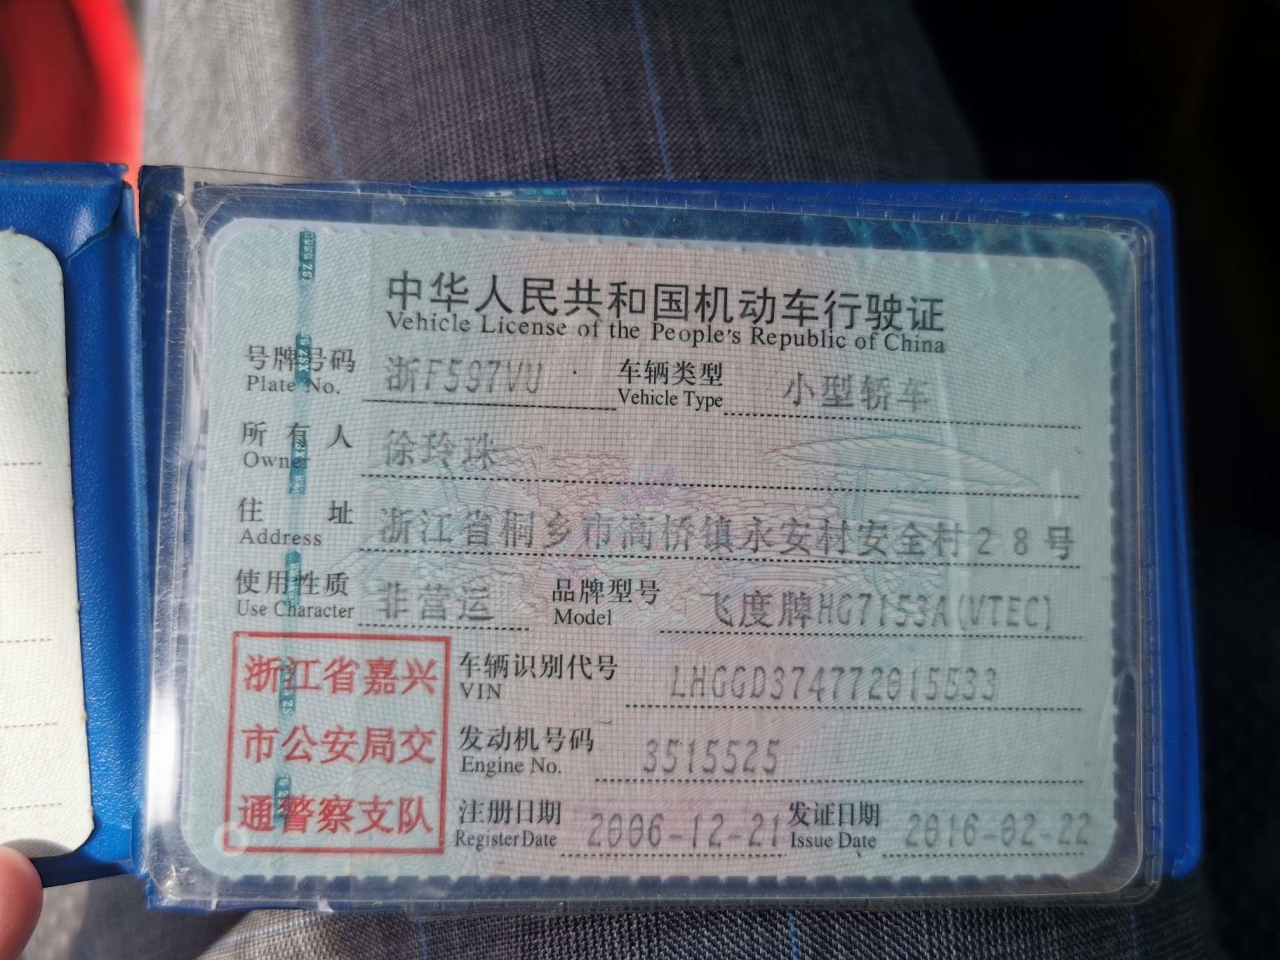 中华人民共和国机动车行驶证
Vehicle License of the People's Republic of China
号牌号码 浙F597VU 车辆类型 小型轿车
Plate No. Vehicle Type
所有人 徐玲珠
Owner
住址 浙江省桐乡市高桥镇永安村安全村28号
Address
使用性质 非营运 品牌型号 飞度牌HG7153A(VTEC)
Use Character Model
浙江省嘉兴
市公安局交
通警察支队
车辆识别代号 LHGGD374772015533
VIN
发动机号码 3515525
Engine No.
注册日期 2006-12-21 发证日期 2016-02-22
Register Date Issue Date